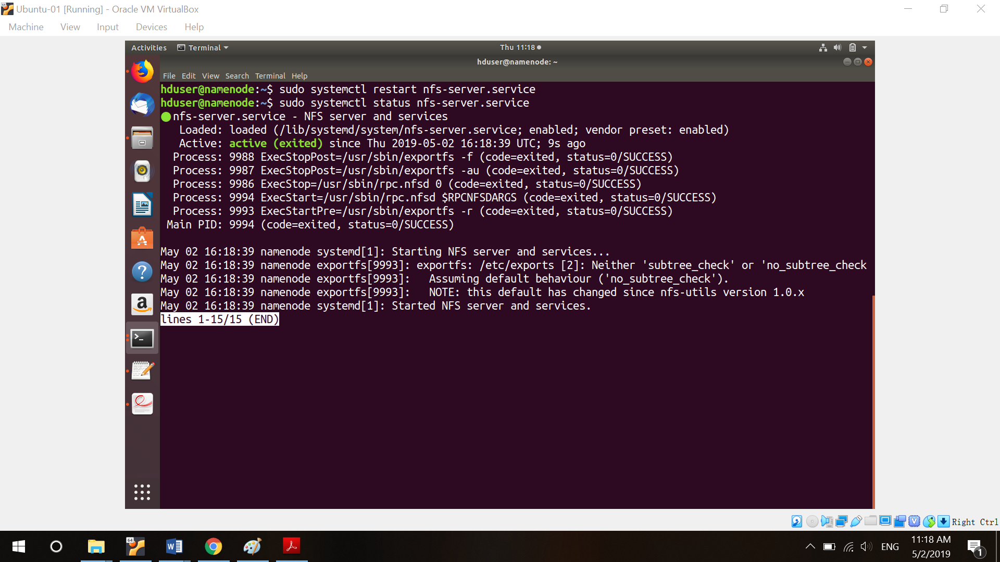 Ubuntu-01 [Running] - Oracle VM VirtualBox
Machine View Input Devices Help
Activities Terminal Thu 11:18
hduser@namenode: ~
File Edit View Search Terminal Help
hduser@namenode:~$ sudo systemctl restart nfs-server.service
hduser@namenode:~$ sudo systemctl status nfs-server.service
nfs-server.service - NFS server and services
Loaded: loaded (/lib/systemd/system/nfs-server.service; enabled; vendor preset: enabled)
Active: active (exited) since Thu 2019-05-02 16:18:39 UTC; 9s ago
Process: 9988 ExecStopPost=/usr/sbin/exportfs -f (code=exited, status=0/SUCCESS)
Process: 9987 ExecStopPost=/usr/sbin/exportfs -au (code=exited, status=0/SUCCESS)
Process: 9986 ExecStop=/usr/sbin/rpc.nfsd 0 (code=exited, status=0/SUCCESS)
Process: 9994 ExecStart=/usr/sbin/rpc.nfsd $RPCNFSDARGS (code=exited, status=0/SUCCESS)
Process: 9993 ExecStartPre=/usr/sbin/exportfs -r (code=exited, status=0/SUCCESS)
Main PID: 9994 (code=exited, status=0/SUCCESS)
May 02 16:18:39 namenode systemd[1]: Starting NFS server and services...
May 02 16:18:39 namenode exportfs[9993]: exportfs: /etc/exports [2]: Neither 'subtree_check' or 'no_subtree_check
May 02 16:18:39 namenode exportfs[9993]: Assuming default behaviour ('no_subtree_check').
May 02 16:18:39 namenode exportfs[9993]: NOTE: this default has changed since nfs-utils version 1.0.x
May 02 16:18:39 namenode systemd[1]: Started NFS server and services.
lines 1-15/15 (END)
Right Ctrl
64
W
ENG
11:18 AM
5/2/2019
1